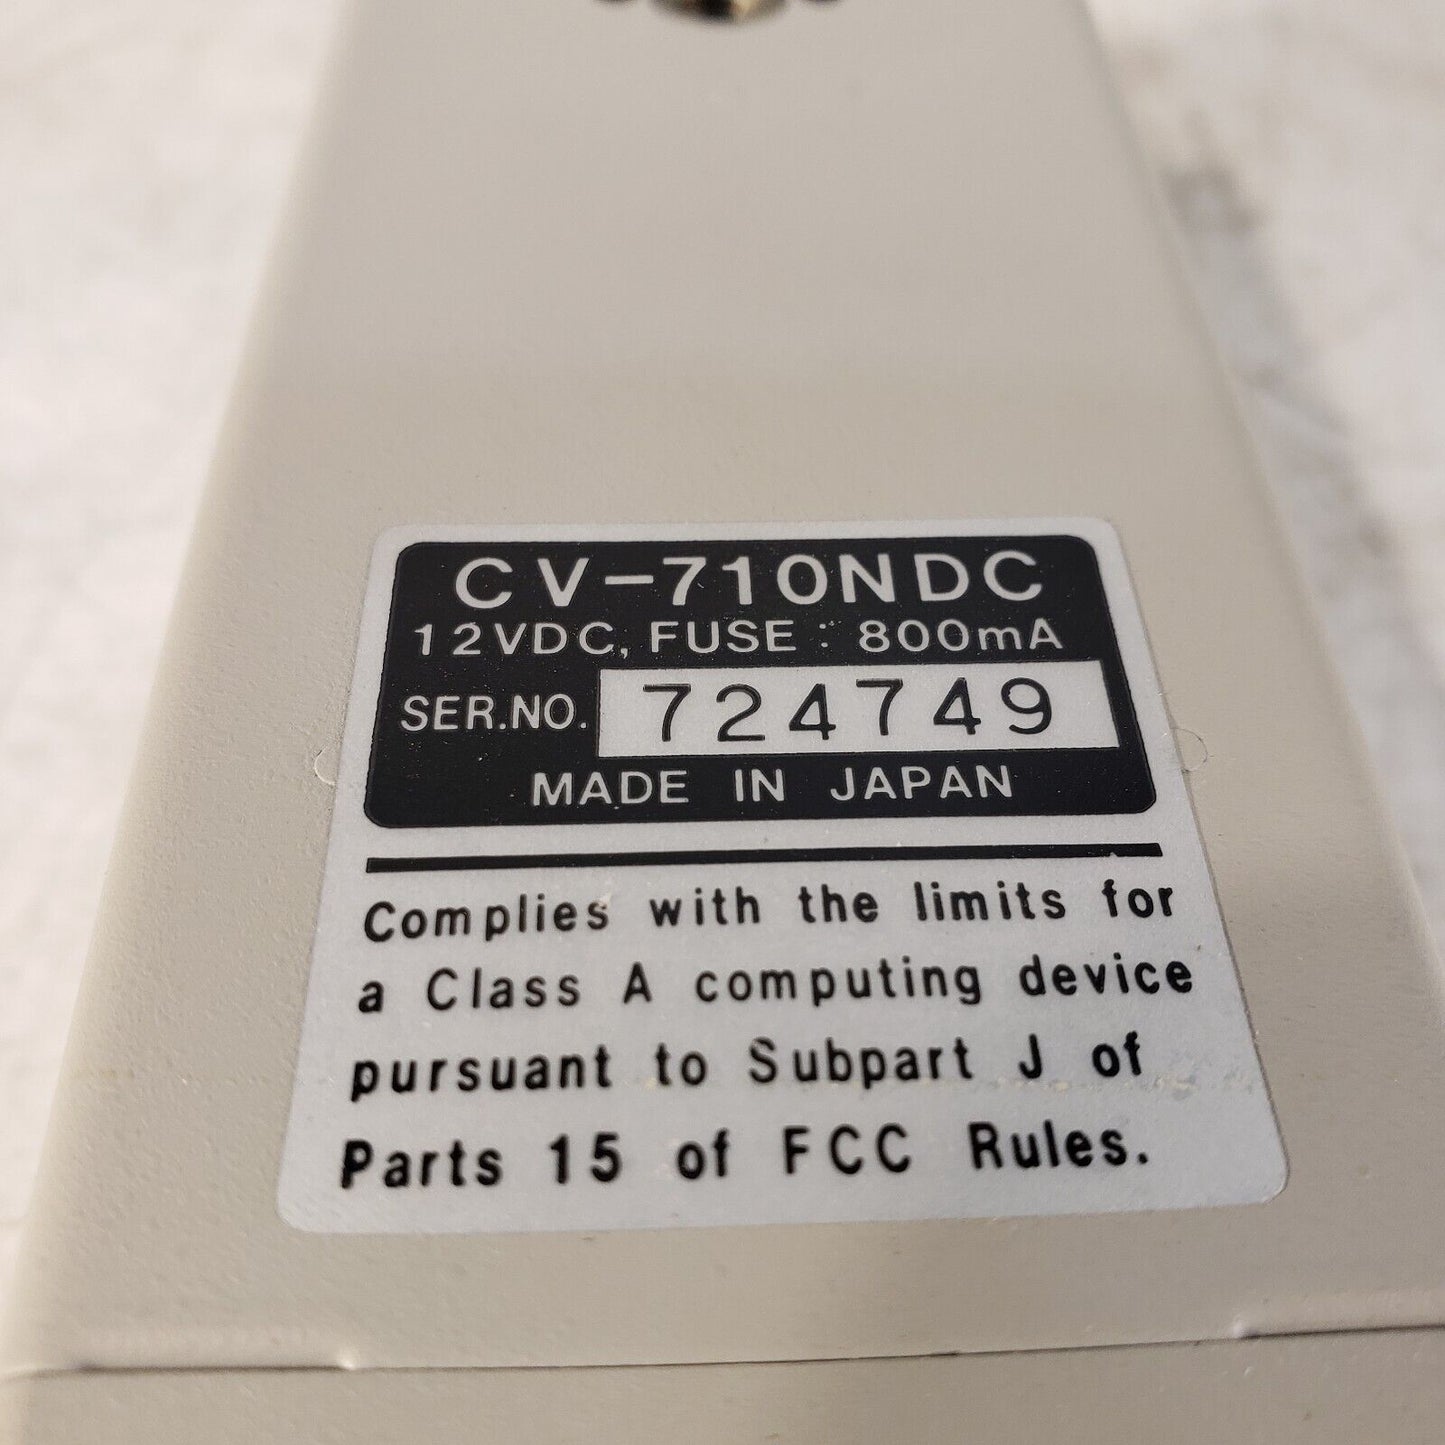 CV-710NDC
12VDC, FUSE : 800mA
SER.NO. 724749
MADE IN JAPAN
Complies with the limits for
a Class A computing device
pursuant to Subpart J of
Parts 15 of FCC Rules.